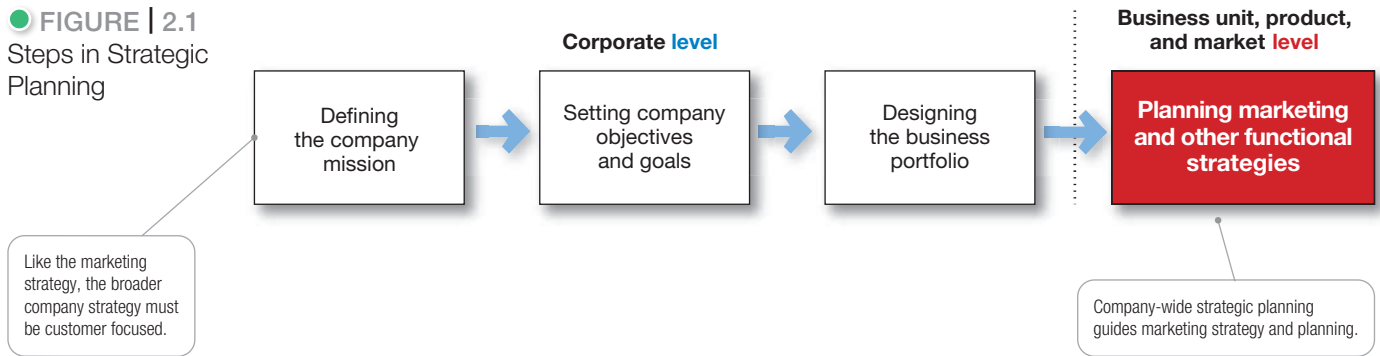 FIGURE | 2.1
Steps in Strategic
Planning
Corporate level
Business unit, product,
and market level
Defining
the company
mission
Setting company
objectives
and goals
Designing
the business
portfolio
Planning marketing
and other functional
strategies
Like the marketing
strategy, the broader
company strategy must
be customer focused.
Company-wide strategic planning
guides marketing strategy and planning.